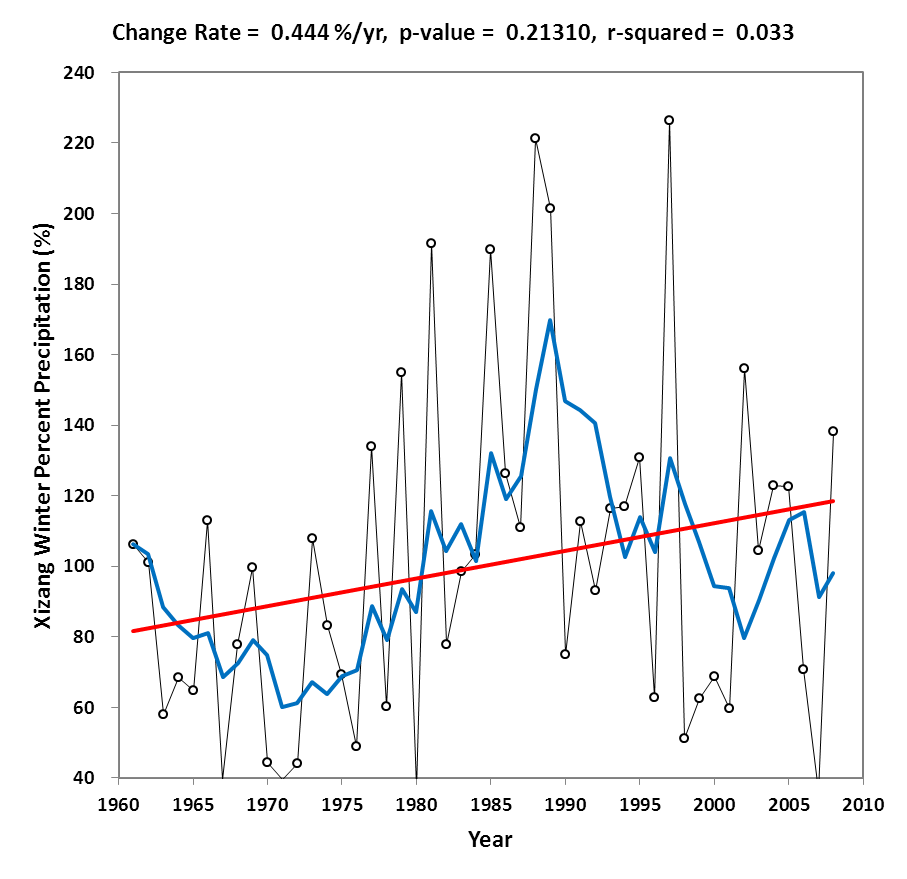 Change Rate = 0.444 %/yr, p-value = 0.21310, r-squared = 0.033
Xizang Winter Percent Precipitation (%)
240
220
200
180
160
140
120
100
80
60
40
1960 1965 1970 1975 1980 1985 1990 1995 2000 2005 2010
Year